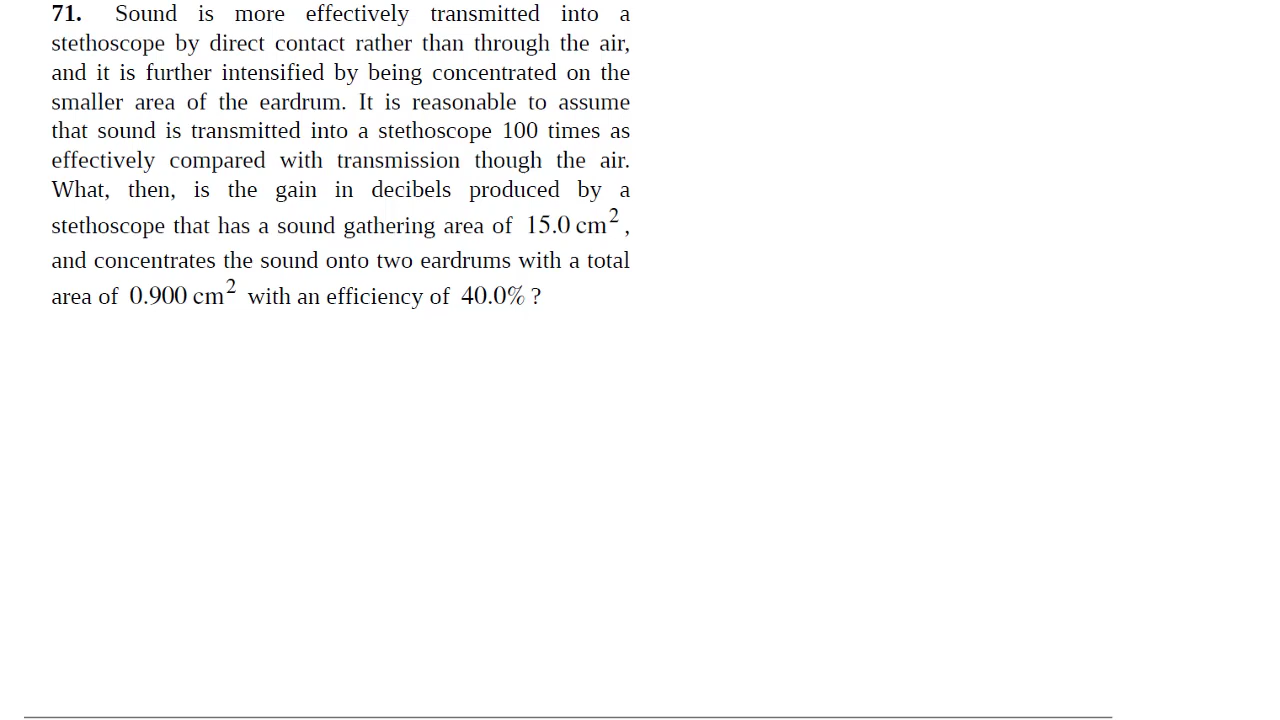 71. Sound is more effectively transmitted into a
stethoscope by direct contact rather than through the air,
and it is further intensified by being concentrated on the
smaller area of the eardrum. It is reasonable to assume
that sound is transmitted into a stethoscope 100 times as
effectively compared with transmission though the air.
What, then, is the gain in decibels produced by a
stethoscope that has a sound gathering area of 15.0 cm²,
and concentrates the sound onto two eardrums with a total
area of 0.900 cm² with an efficiency of 40.0% ?